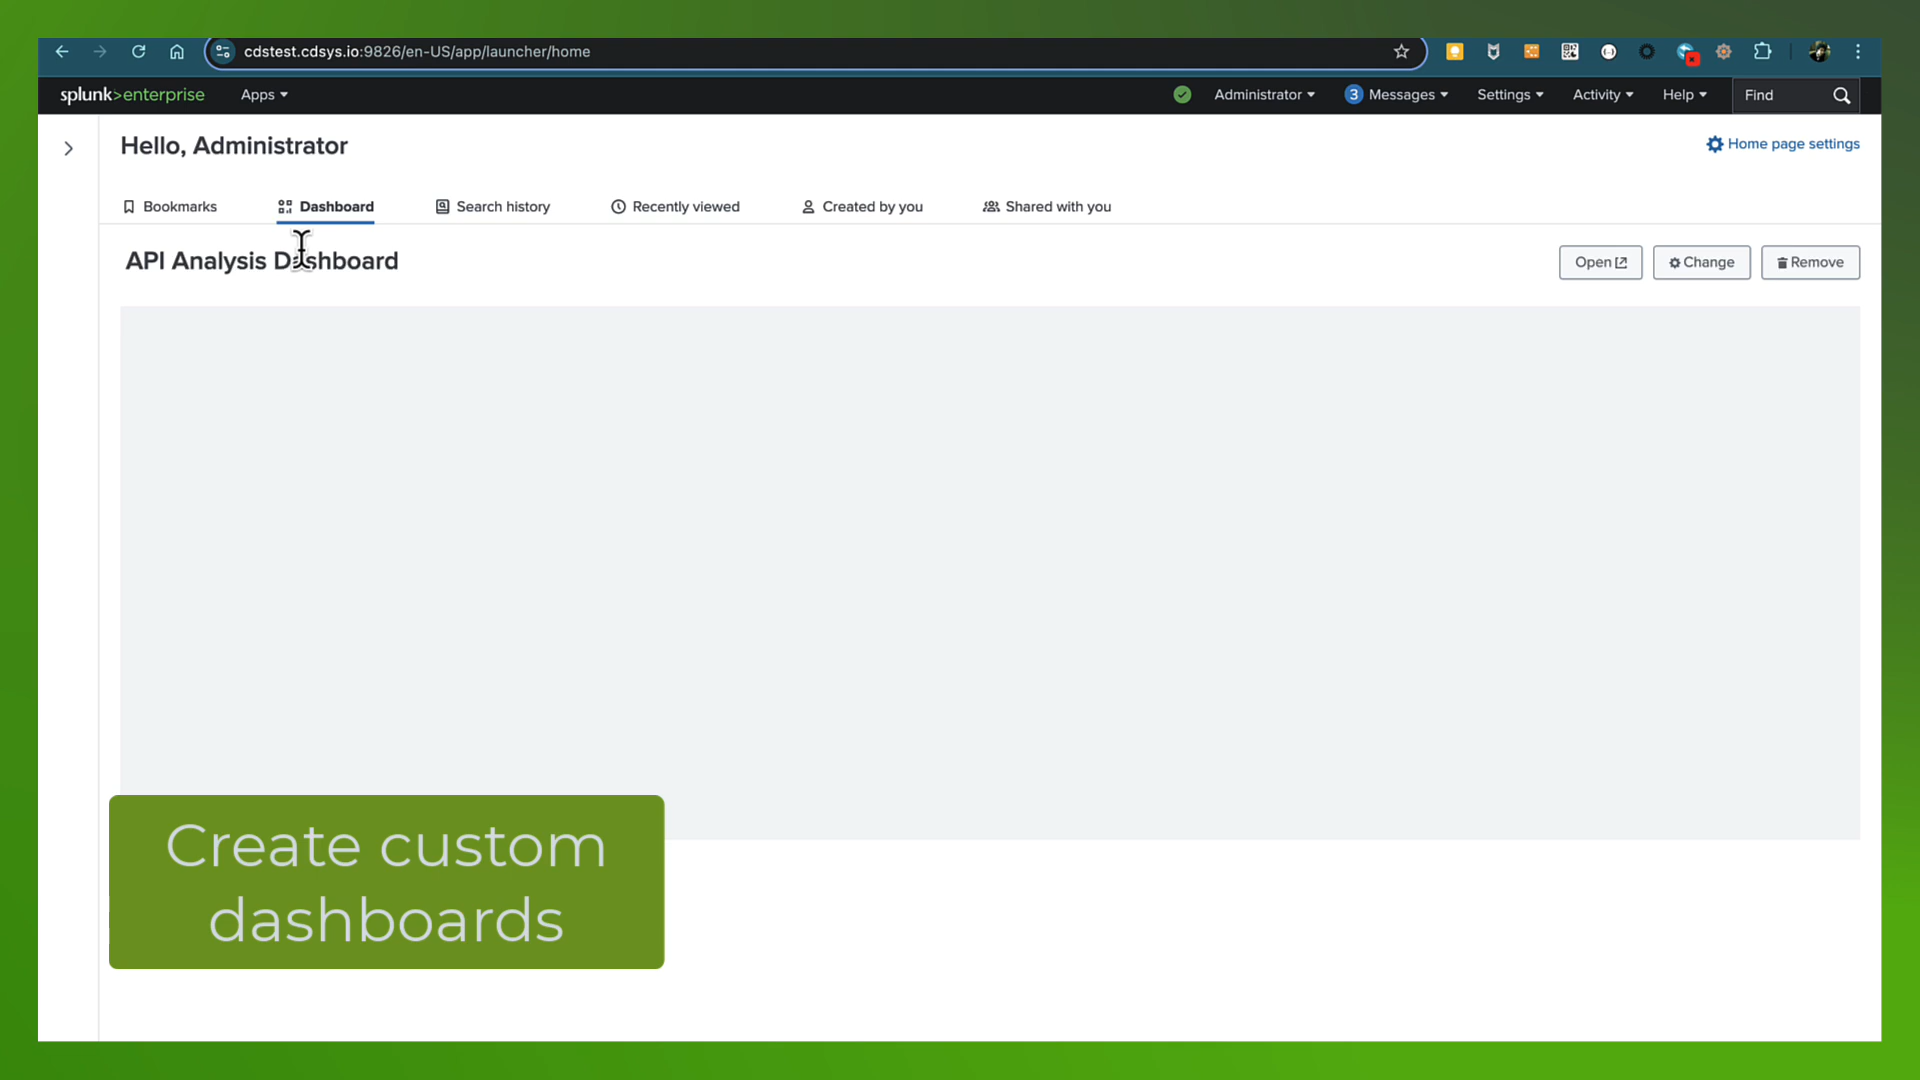 cdstest.cdsys.io:9826/en-US/app/launcher/home
splunk>enterprise Apps Administrator 3 Messages Settings Activity Help Find
Hello, Administrator
Home page settings
Bookmarks Dashboard Search history Recently viewed Created by you Shared with you
API Analysis Dashboard
Open Change Remove
Create custom
dashboards